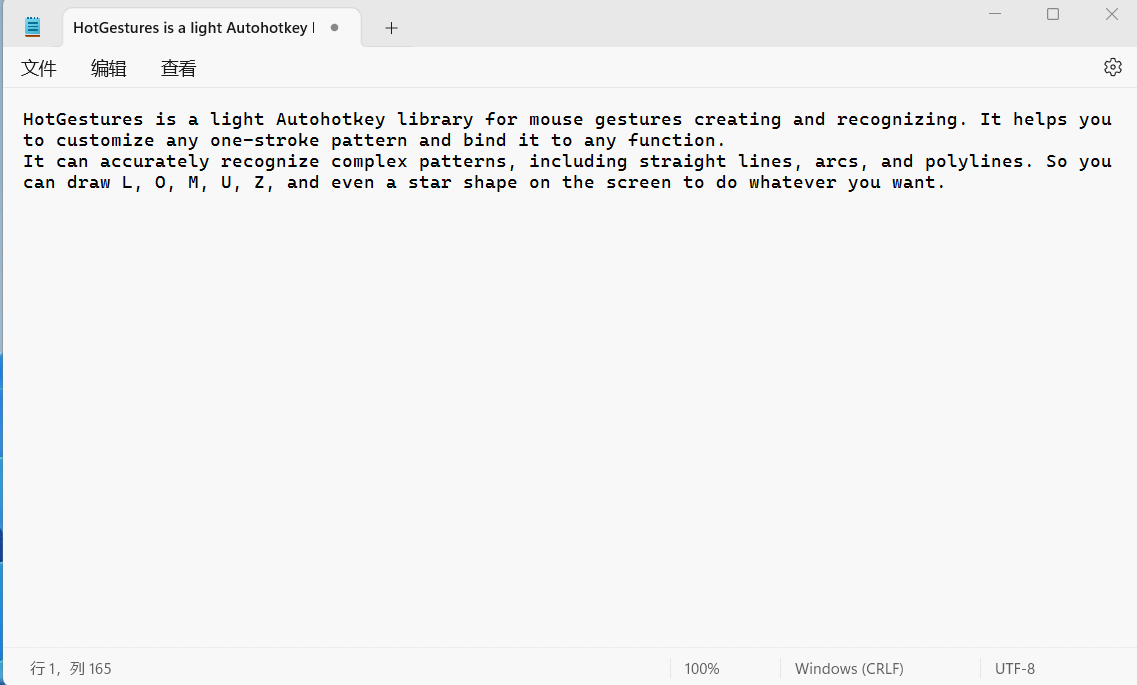 HotGestures is a light Autohotkey
文件 编辑 查看
HotGestures is a light Autohotkey library for mouse gestures creating and recognizing. It helps you
to customize any one-stroke pattern and bind it to any function.
It can accurately recognize complex patterns, including straight lines, arcs, and polylines. So you
can draw L, O, M, U, Z, and even a star shape on the screen to do whatever you want.
行 1，列 165 100% Windows (CRLF) UTF-8